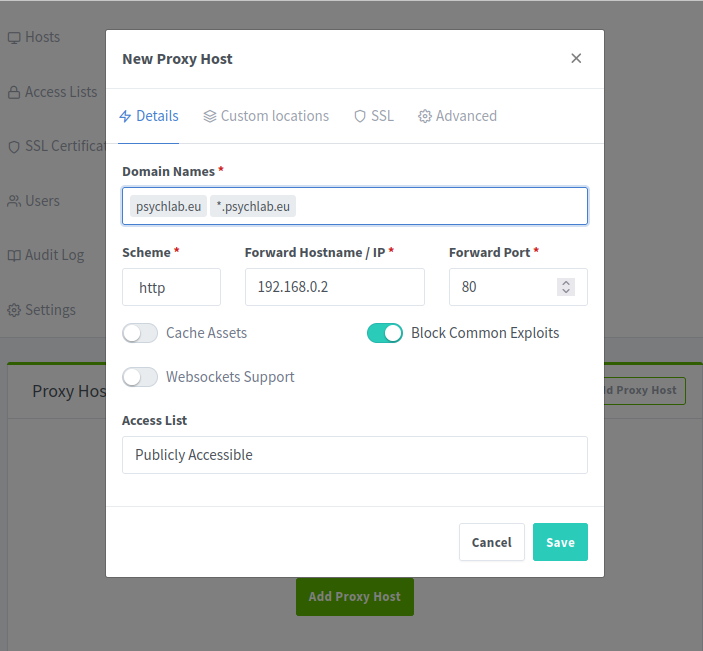 Hosts
Access Lists
SSL Certificat
Users
Audit Log
Settings
Proxy Hos
d Proxy Host
New Proxy Host
×
Details
Custom locations
SSL
Advanced
Domain Names *
psychlab.eu *.psychlab.eu
Scheme * Forward Hostname / IP * Forward Port *
http 192.168.0.2 80
Cache Assets Block Common Exploits
Websockets Support
Access List
Publicly Accessible
Cancel Save
Add Proxy Host